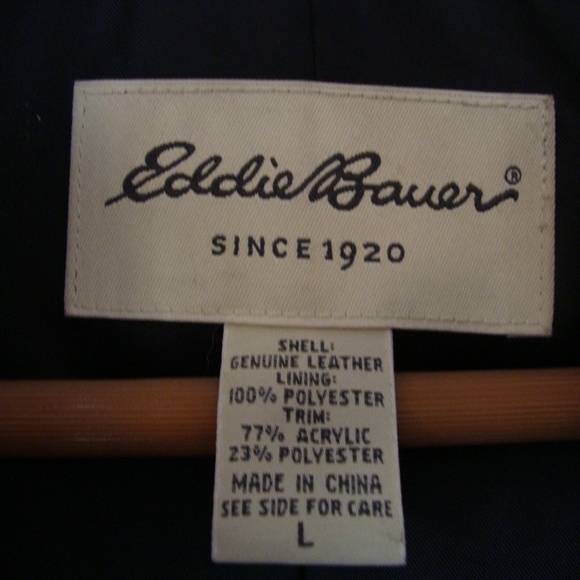 Eddie Bauer®
SINCE 1920
SHELL:
GENUINE LEATHER
LINING:
100% POLYESTER
TRIM:
77% ACRYLIC
23% POLYESTER
MADE IN CHINA
SEE SIDE FOR CARE
L